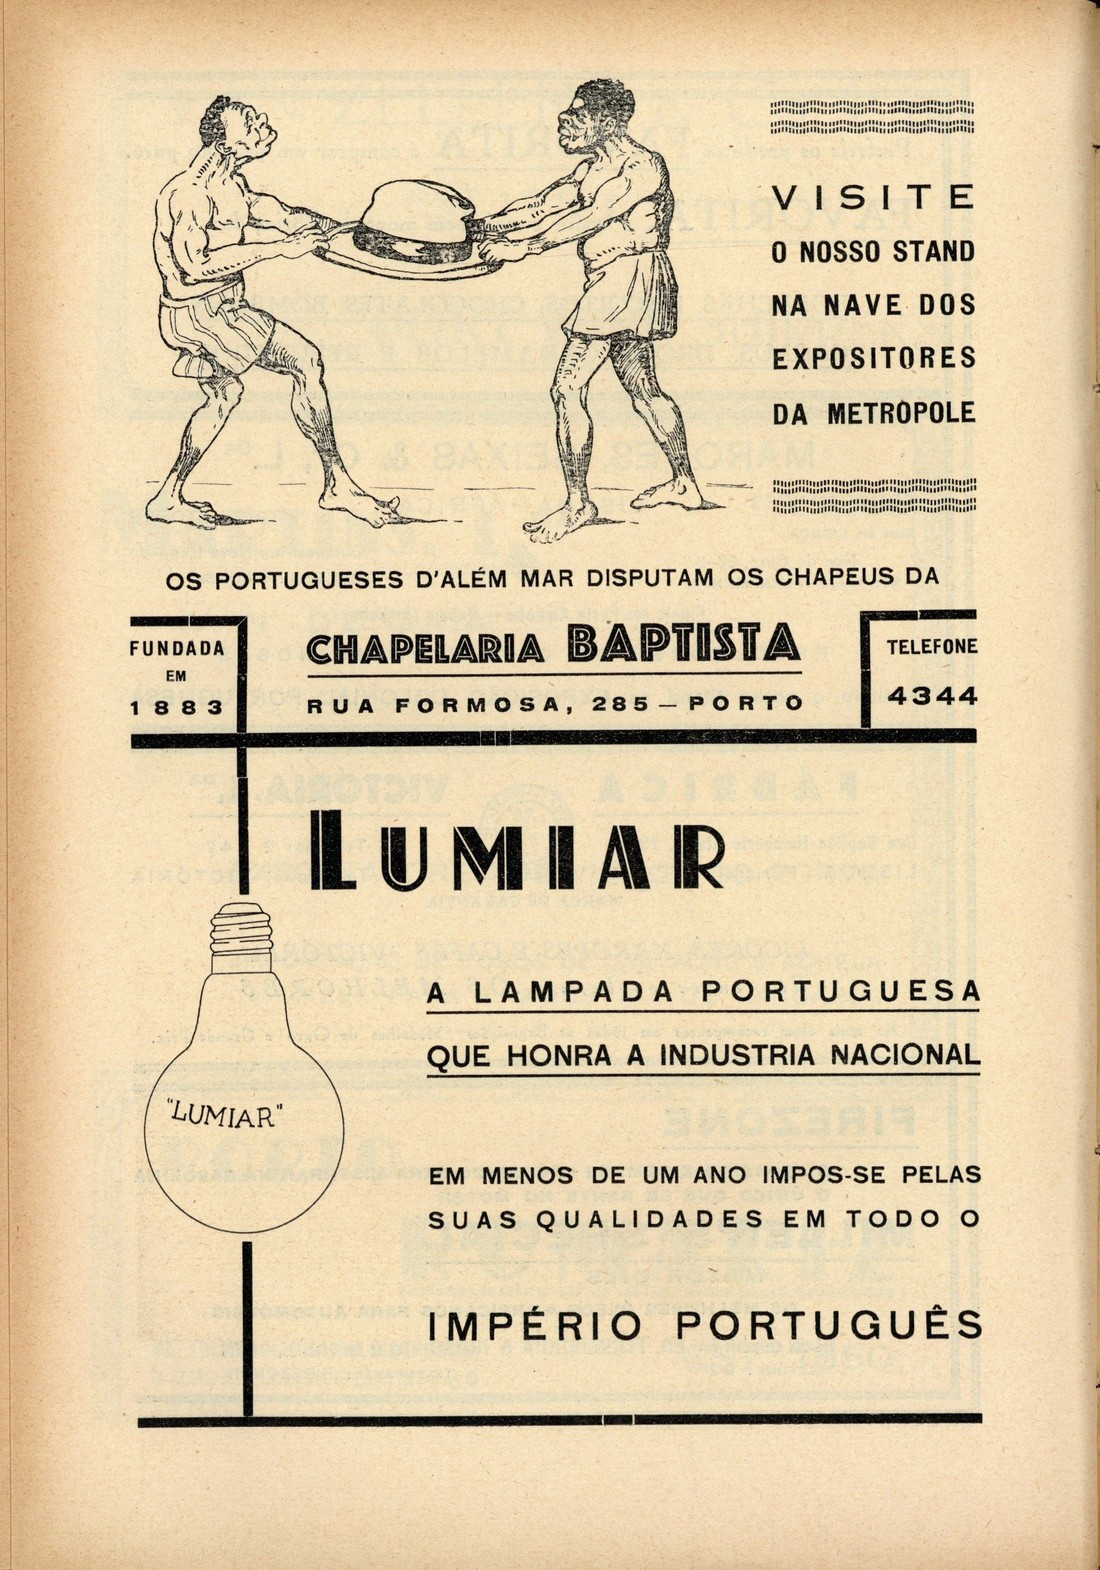 VISITE
O NOSSO STAND
NA NAVE DOS
EXPOSITORES
DA METRÓPOLE
OS PORTUGUESES D'ALÉM MAR DISPUTAM OS CHAPEUS DA
FUNDADA
EM
1883
CHAPELARIA BAPTISTA
RUA FORMOSA, 285 — PORTO
TELEFONE
4344
LUMIAR
A LAMPADA PORTUGUESA
QUE HONRA A INDUSTRIA NACIONAL
"LUMIAR"
EM MENOS DE UM ANO IMPOS-SE PELAS
SUAS QUALIDADES EM TODO O
IMPÉRIO PORTUGUÊS